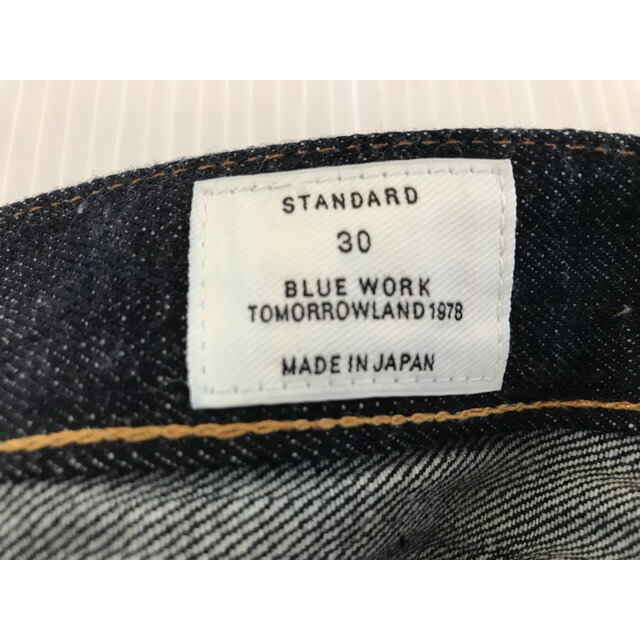 STANDARD
30
BLUE WORK
TOMORROWLAND 1978
MADE IN JAPAN